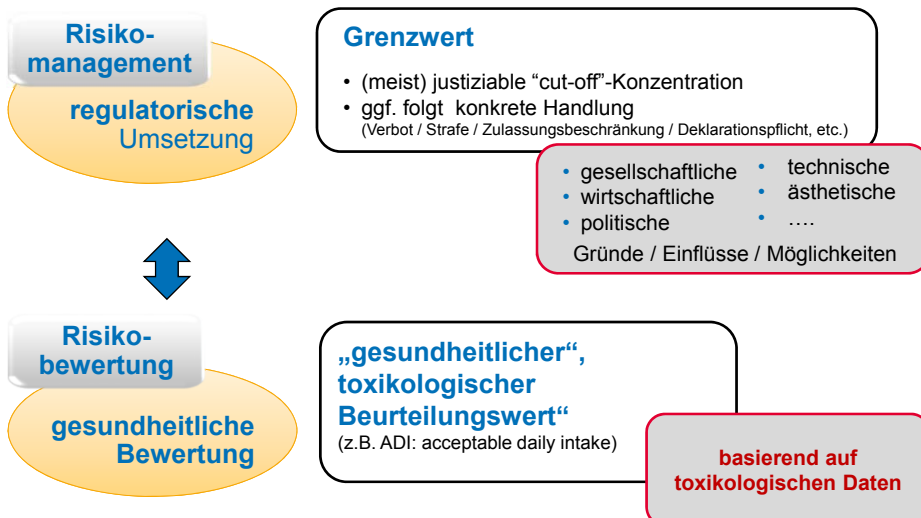 Risiko-
management
regulatorische
Umsetzung
Grenzwert
• (meist) justiziable “cut-off”-Konzentration
• ggf. folgt konkrete Handlung
(Verbot / Strafe / Zulassungsbeschränkung / Deklarationspflicht, etc.)
• gesellschaftliche
• wirtschaftliche
• politische
• technische
• ästhetische
• ….
Gründe / Einflüsse / Möglichkeiten
Risiko-
bewertung
gesundheitliche
Bewertung
„gesundheitlicher“,
toxikologischer
Beurteilungswert“
(z.B. ADI: acceptable daily intake)
basierend auf
toxikologischen Daten